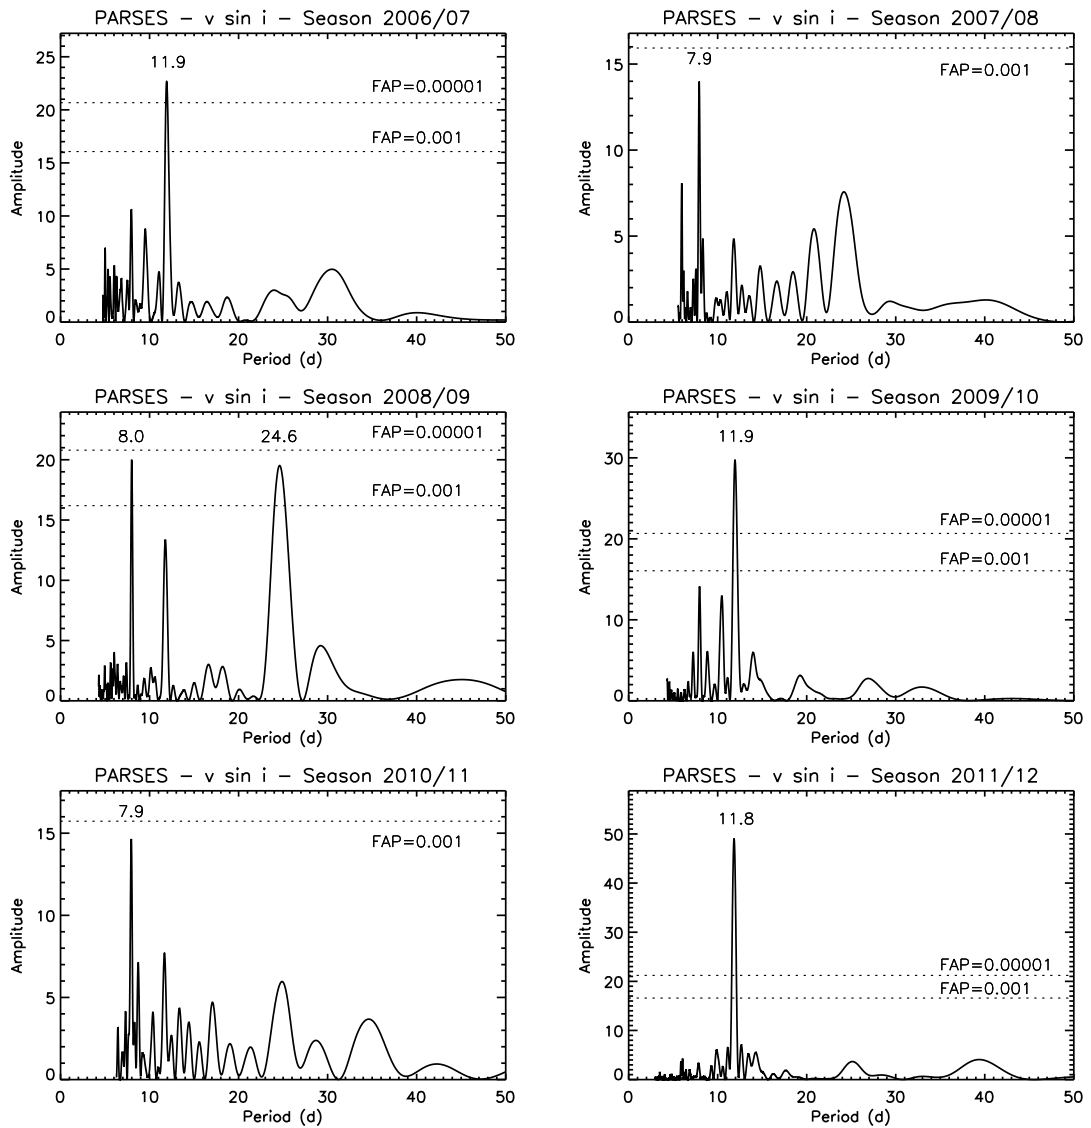 PARSES - v sin i - Season 2006/07
11.9
FAP=0.00001
FAP=0.001
25
20
15
10
5
0
Amplitude
0 10 20 30 40 50
Period (d)
PARSES - v sin i - Season 2007/08
7.9
FAP=0.001
15
10
5
0
Amplitude
0 10 20 30 40 50
Period (d)
PARSES - v sin i - Season 2008/09
8.0 24.6
FAP=0.00001
FAP=0.001
20
15
10
5
0
Amplitude
0 10 20 30 40 50
Period (d)
PARSES - v sin i - Season 2009/10
11.9
FAP=0.00001
FAP=0.001
30
20
10
0
Amplitude
0 10 20 30 40 50
Period (d)
PARSES - v sin i - Season 2010/11
7.9
FAP=0.001
15
10
5
0
Amplitude
0 10 20 30 40 50
Period (d)
PARSES - v sin i - Season 2011/12
11.8
FAP=0.00001
FAP=0.001
50
40
30
20
10
0
Amplitude
0 10 20 30 40 50
Period (d)